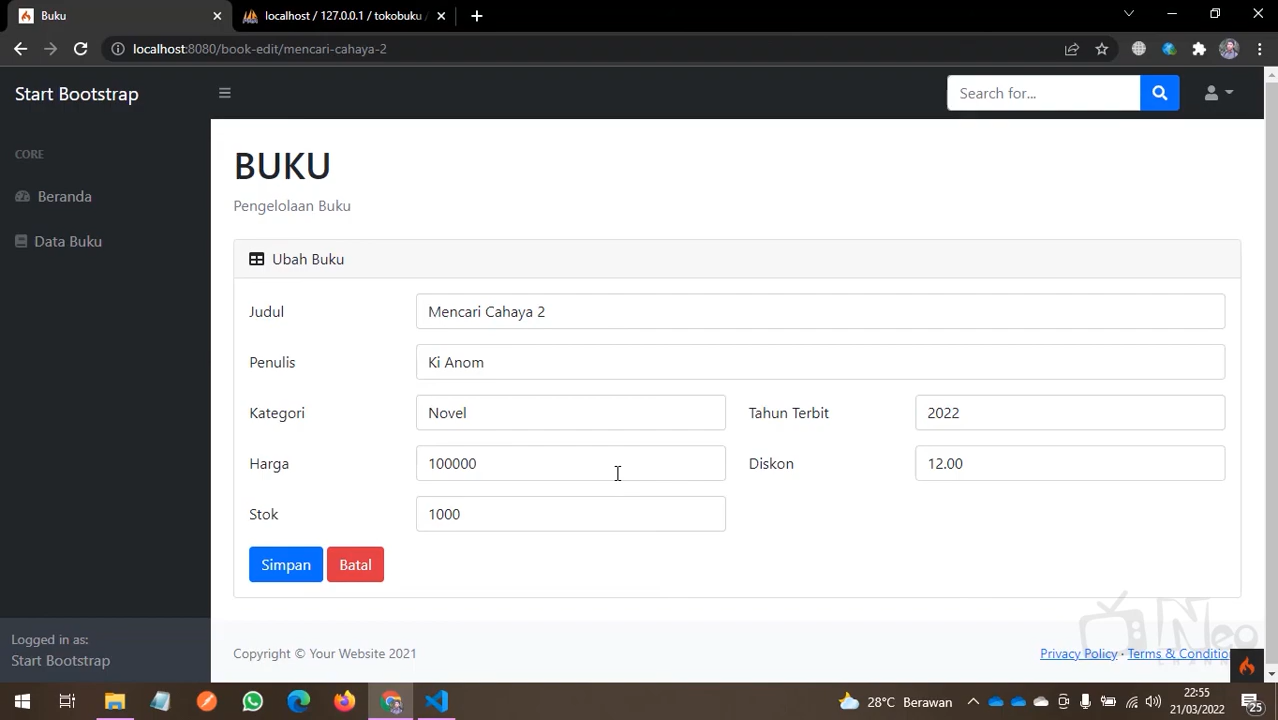 Buku
localhost / 127.0.0.1 / tokobuku /
localhost:8080/book-edit/mencari-cahaya-2
Start Bootstrap
Search for...
CORE
Beranda
Data Buku
BUKU
Pengelolaan Buku
Ubah Buku
Judul
Mencari Cahaya 2
Penulis
Ki Anom
Kategori
Novel
Tahun Terbit
2022
Harga
100000
Diskon
12.00
Stok
1000
Simpan
Batal
Logged in as:
Start Bootstrap
Copyright © Your Website 2021
Privacy Policy · Terms & Conditio
Neo
28°C Berawan
22:55
21/03/2022
25